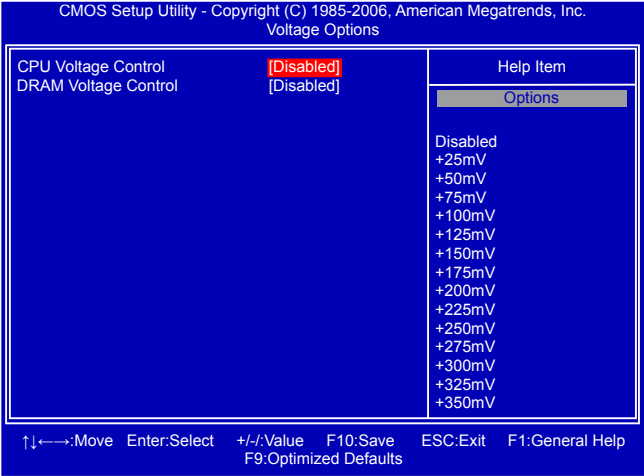 CMOS Setup Utility - Copyright (C) 1985-2006, American Megatrends, Inc.
Voltage Options
CPU Voltage Control [Disabled]
DRAM Voltage Control [Disabled]
Help Item
Options
Disabled
+25mV
+50mV
+75mV
+100mV
+125mV
+150mV
+175mV
+200mV
+225mV
+250mV
+275mV
+300mV
+325mV
+350mV
↑↓←→:Move Enter:Select +/-/:Value F10:Save ESC:Exit F1:General Help
F9:Optimized Defaults